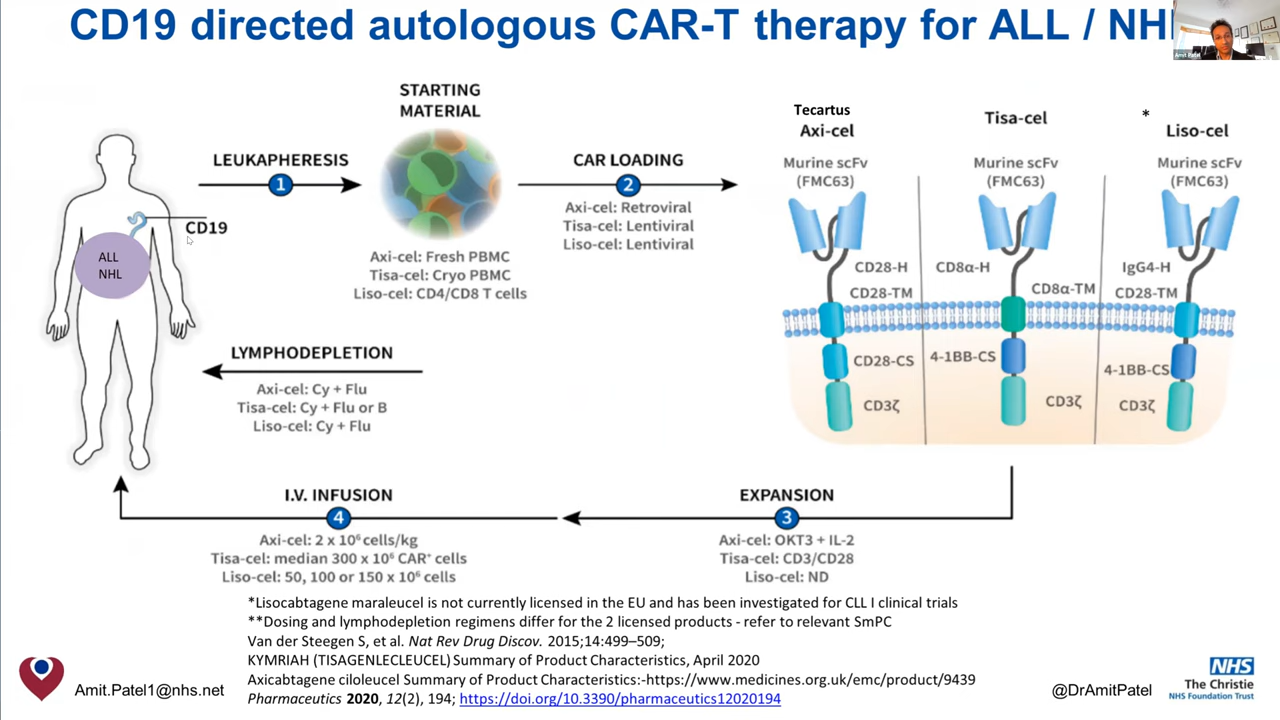 CD19 directed autologous CAR-T therapy for ALL / NH
Amit Patel
STARTING
MATERIAL
LEUKAPHERESIS
1
CAR LOADING
2
Axi-cel: Retroviral
Tisa-cel: Lentiviral
Liso-cel: Lentiviral
Axi-cel: Fresh PBMC
Tisa-cel: Cryo PBMC
Liso-cel: CD4/CD8 T cells
CD19
ALL
NHL
Tecartus
Axi-cel
Murine scFv
(FMC63)
CD28-H
CD28-TM
CD28-CS
CD3ζ
Tisa-cel
Murine scFv
(FMC63)
CD8α-H
CD8α-TM
4-1BB-CS
CD3ζ
*
Liso-cel
Murine scFv
(FMC63)
IgG4-H
CD28-TM
4-1BB-CS
CD3ζ
LYMPHODEPLETION
Axi-cel: Cy + Flu
Tisa-cel: Cy + Flu or B
Liso-cel: Cy + Flu
EXPANSION
3
Axi-cel: OKT3 + IL-2
Tisa-cel: CD3/CD28
Liso-cel: ND
I.V. INFUSION
4
Axi-cel: 2 x 10⁶ cells/kg
Tisa-cel: median 300 x 10⁶ CAR⁺ cells
Liso-cel: 50, 100 or 150 x 10⁶ cells
*Lisocabtagene maraleucel is not currently licensed in the EU and has been investigated for CLL I clinical trials
**Dosing and lymphodepletion regimens differ for the 2 licensed products - refer to relevant SmPC
Van der Steegen S, et al. Nat Rev Drug Discov. 2015;14:499–509;
KYMRIAH (TISAGENLECLEUCEL) Summary of Product Characteristics, April 2020
Axicabtagene ciloleucel Summary of Product Characteristics:-https://www.medicines.org.uk/emc/product/9439
Pharmaceutics 2020, 12(2), 194; https://doi.org/10.3390/pharmaceutics12020194
Amit.Patel1@nhs.net
@DrAmitPatel
NHS
The Christie
NHS Foundation Trust